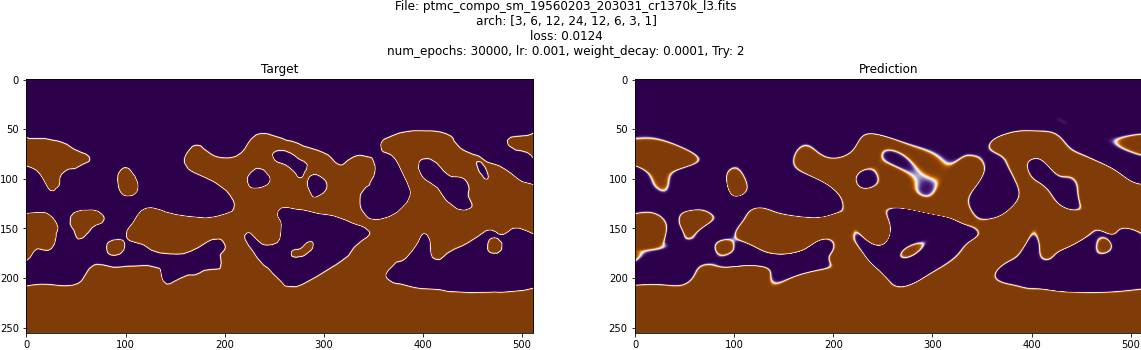 File: ptmc_compo_sm_19560203_203031_cr1370k_l3.fits
arch: [3, 6, 12, 24, 12, 6, 3, 1]
loss: 0.0124
num_epochs: 30000, lr: 0.001, weight_decay: 0.0001, Try: 2
Target
0
50
100
150
200
250
0 100 200 300 400 500
Prediction
0
50
100
150
200
250
0 100 200 300 400 500